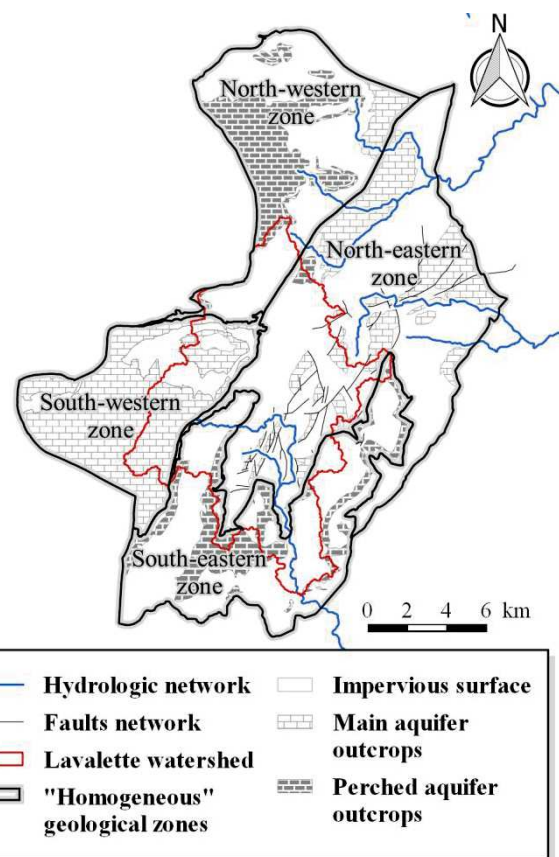 N
North-western
zone
North-eastern
zone
South-western
zone
South-eastern
zone
0 2 4 6 km
Hydrologic network
Faults network
Lavalette watershed
"Homogeneous"
geological zones
Impervious surface
Main aquifer
outcrops
Perched aquifer
outcrops